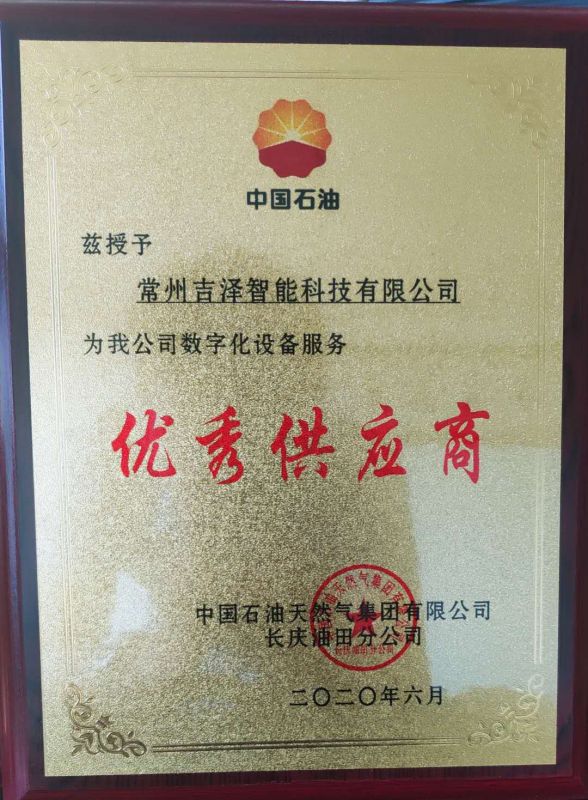 中国石油
兹授予
常州吉泽智能科技有限公司
为我公司数字化设备服务
优秀供应商
中国石油天然气集团有限公司
长庆油田分公司
二〇二〇年六月